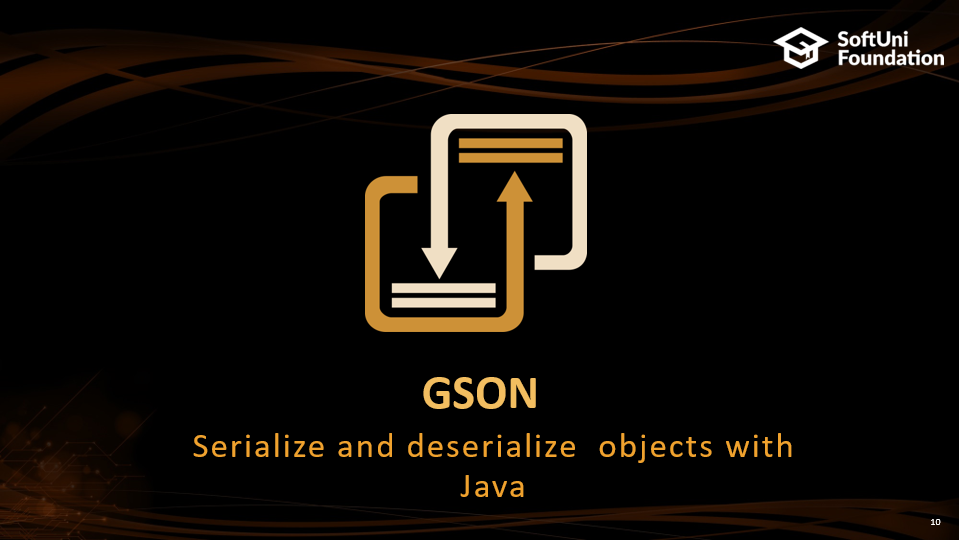 SoftUni
Foundation
GSON
Serialize and deserialize  objects with
Java
10